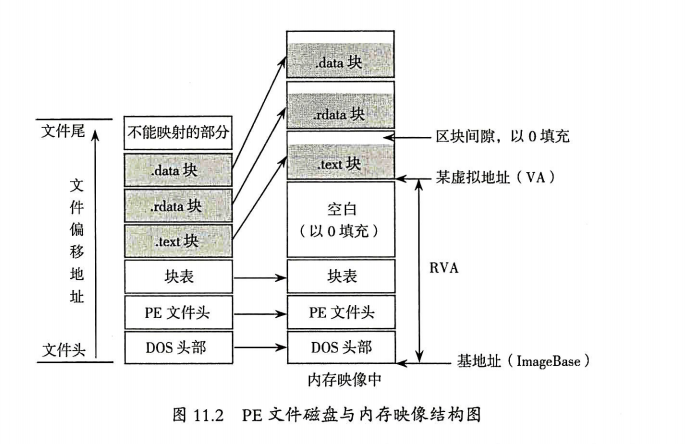 .data 块
.rdata 块
文件尾
不能映射的部分
区块间隙，以 0 填充
.data 块
.text 块
某虚拟地址（VA）
文件偏移地址
.rdata 块
空白
（以 0 填充）
.text 块
RVA
块表
块表
PE 文件头
PE 文件头
文件头
DOS 头部
DOS 头部
基地址（ImageBase）
内存映像中
图 11.2 PE 文件磁盘与内存映像结构图